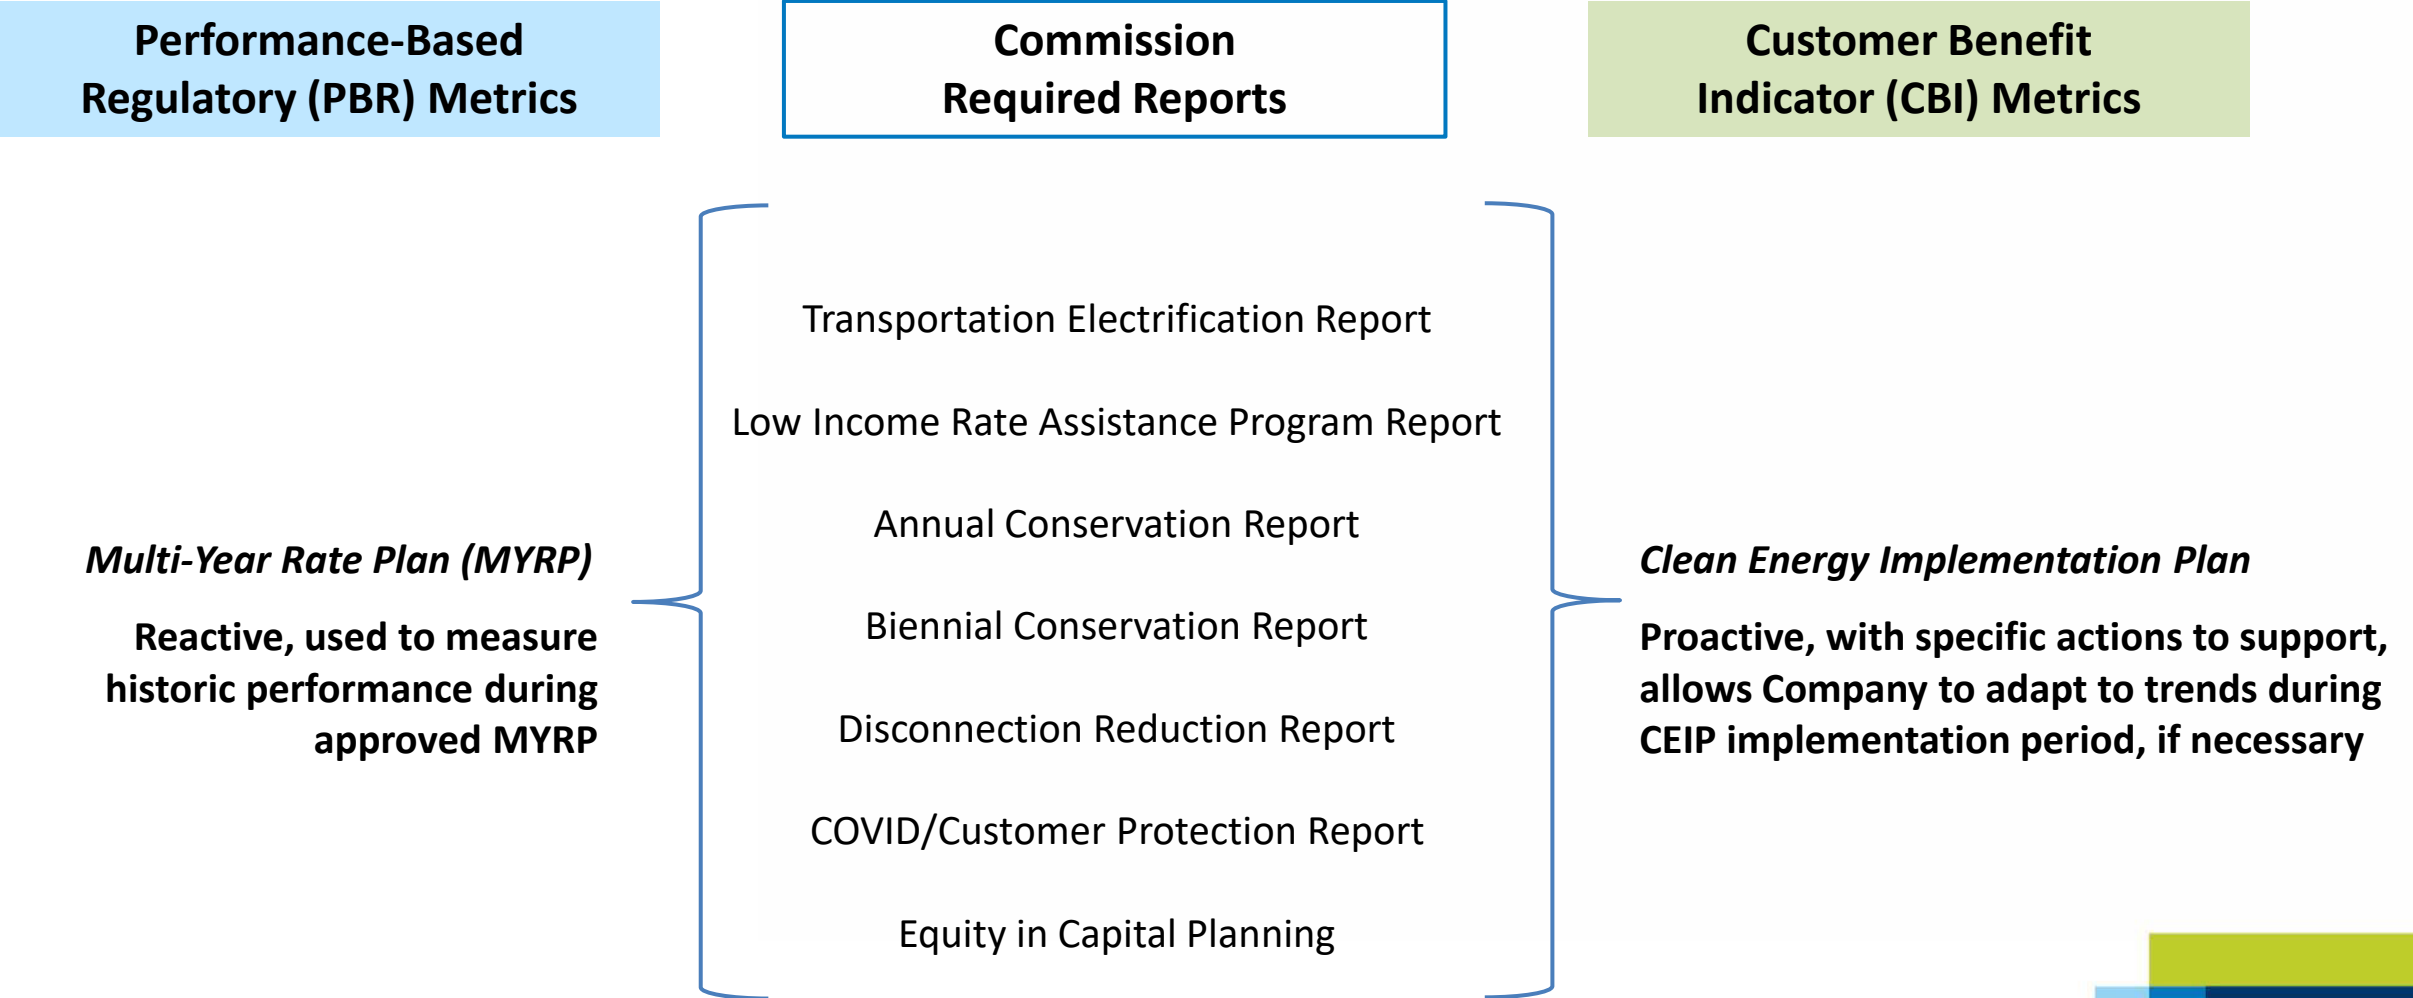 Performance-Based
Regulatory (PBR) Metrics
Commission
Required Reports
Customer Benefit
Indicator (CBI) Metrics
Multi-Year Rate Plan (MYRP)
Reactive, used to measure
historic performance during
approved MYRP
Transportation Electrification Report
Low Income Rate Assistance Program Report
Annual Conservation Report
Biennial Conservation Report
Disconnection Reduction Report
COVID/Customer Protection Report
Equity in Capital Planning
Clean Energy Implementation Plan
Proactive, with specific actions to support,
allows Company to adapt to trends during
CEIP implementation period, if necessary